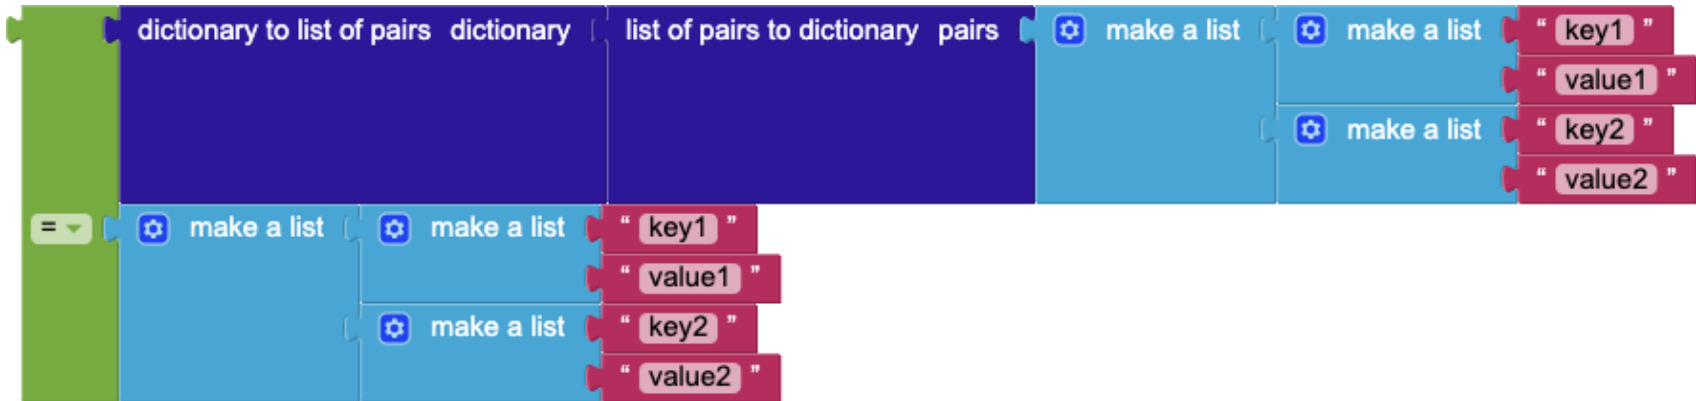 dictionary to list of pairs dictionary list of pairs to dictionary pairs make a list make a list “ key1 ”
“ value1 ”
make a list “ key2 ”
“ value2 ”
= make a list make a list “ key1 ”
“ value1 ”
make a list “ key2 ”
“ value2 ”